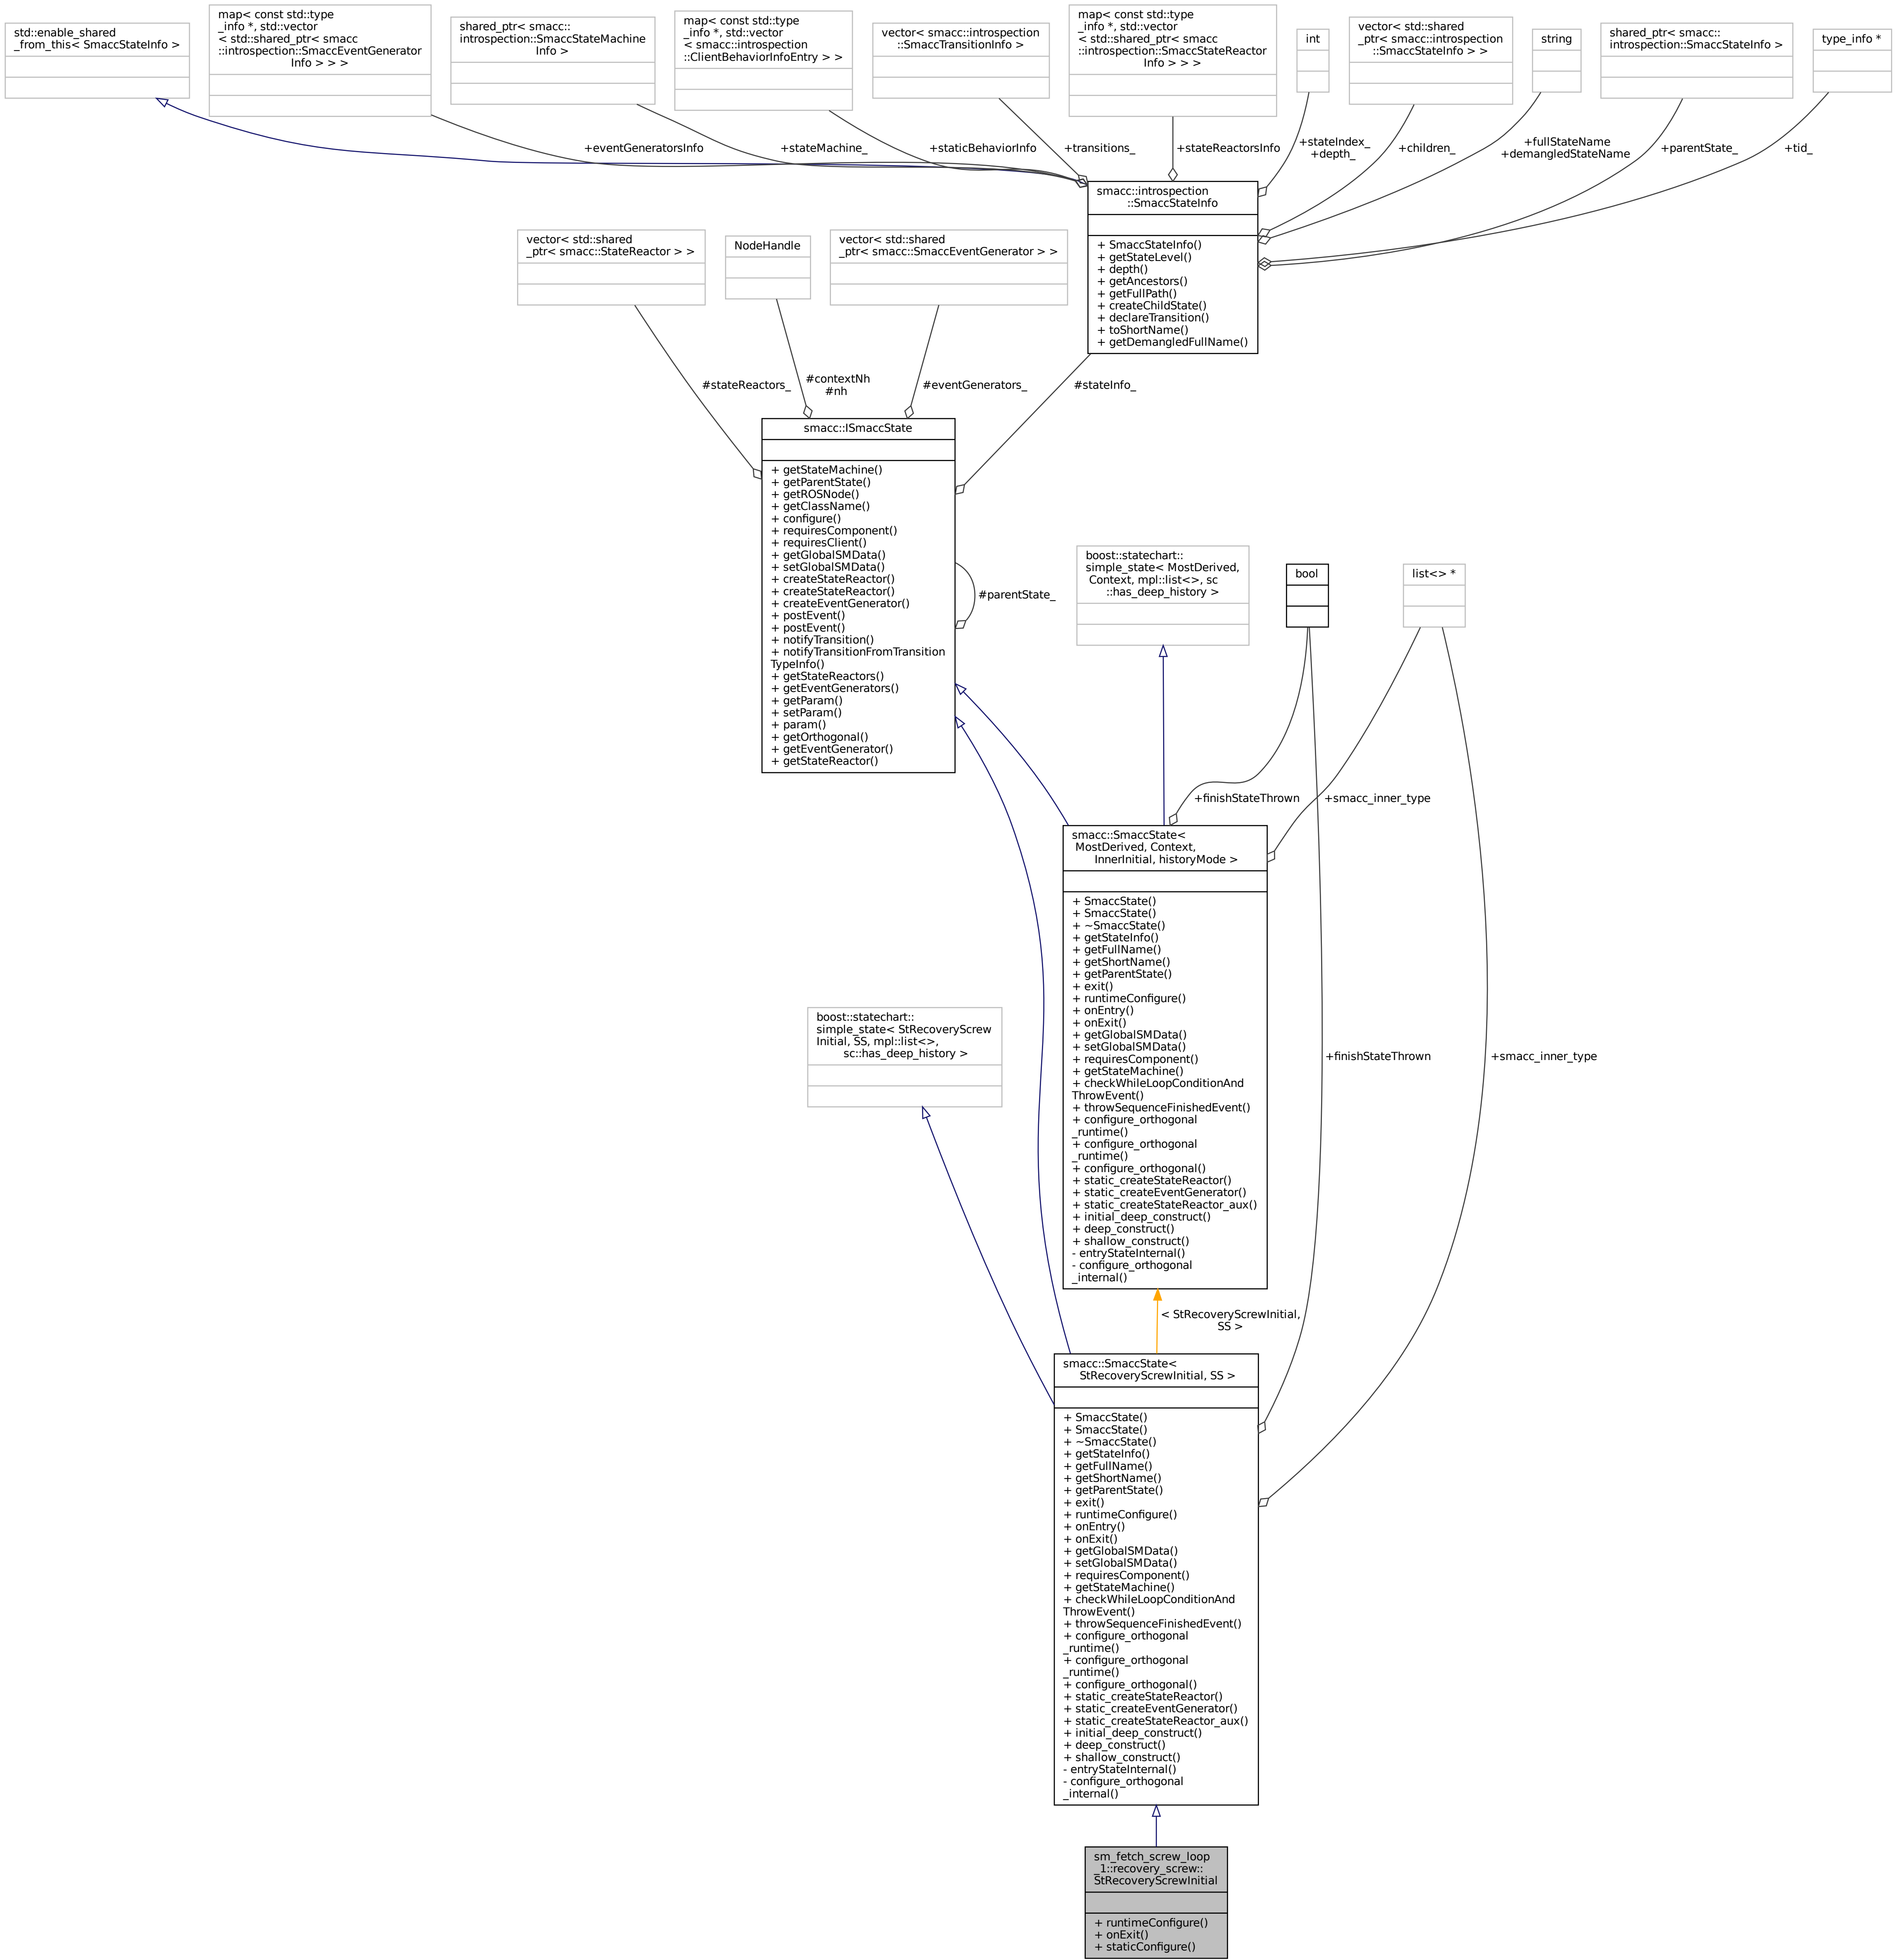 std::enable_shared
_from_this< SmaccStateInfo >
map< const std::type
_info *, std::vector
< std::shared_ptr< smacc
::introspection::SmaccEventGenerator
Info > > >
shared_ptr< smacc::
introspection::SmaccStateMachine
Info >
map< const std::type
_info *, std::vector
< smacc::introspection
::ClientBehaviorInfoEntry > >
vector< smacc::introspection
::SmaccTransitionInfo >
map< const std::type
_info *, std::vector
< std::shared_ptr< smacc
::introspection::SmaccStateReactor
Info > > >
int
vector< std::shared
_ptr< smacc::introspection
::SmaccStateInfo > >
string
shared_ptr< smacc::
introspection::SmaccStateInfo >
type_info *
+eventGeneratorsInfo
+stateMachine_
+staticBehaviorInfo
+transitions_
+stateReactorsInfo
+stateIndex_
+depth_
+children_
+fullStateName
+demangledStateName
+parentState_
+tid_
smacc::introspection
::SmaccStateInfo
+ SmaccStateInfo()
+ getStateLevel()
+ depth()
+ getAncestors()
+ getFullPath()
+ createChildState()
+ declareTransition()
+ toShortName()
+ getDemangledFullName()
vector< std::shared
_ptr< smacc::StateReactor > >
NodeHandle
vector< std::shared
_ptr< smacc::SmaccEventGenerator > >
#stateReactors_
#contextNh
#nh
#eventGenerators_
#stateInfo_
smacc::ISmaccState
+ getStateMachine()
+ getParentState()
+ getROSNode()
+ getClassName()
+ configure()
+ requiresComponent()
+ requiresClient()
+ getGlobalSMData()
+ setGlobalSMData()
+ createStateReactor()
+ createStateReactor()
+ createEventGenerator()
+ postEvent()
+ postEvent()
+ notifyTransition()
+ notifyTransitionFromTransition
TypeInfo()
+ getStateReactors()
+ getEventGenerators()
+ getParam()
+ setParam()
+ param()
+ getOrthogonal()
+ getEventGenerator()
+ getStateReactor()
#parentState_
boost::statechart::
simple_state< MostDerived,
Context, mpl::list<>, sc
::has_deep_history >
bool
list<> *
+finishStateThrown
+smacc_inner_type
smacc::SmaccState<
MostDerived, Context,
InnerInitial, historyMode >
+ SmaccState()
+ SmaccState()
+ ~SmaccState()
+ getStateInfo()
+ getFullName()
+ getShortName()
+ getParentState()
+ exit()
+ runtimeConfigure()
+ onEntry()
+ onExit()
+ getGlobalSMData()
+ setGlobalSMData()
+ requiresComponent()
+ getStateMachine()
+ checkWhileLoopConditionAnd
ThrowEvent()
+ throwSequenceFinishedEvent()
+ configure_orthogonal
_runtime()
+ configure_orthogonal
_runtime()
+ configure_orthogonal()
+ static_createStateReactor()
+ static_createEventGenerator()
+ static_createStateReactor_aux()
+ initial_deep_construct()
+ deep_construct()
+ shallow_construct()
- entryStateInternal()
- configure_orthogonal
_internal()
boost::statechart::
simple_state< StRecoveryScrew
Initial, SS, mpl::list<>,
sc::has_deep_history >
+finishStateThrown
+smacc_inner_type
< StRecoveryScrewInitial,
SS >
smacc::SmaccState<
StRecoveryScrewInitial, SS >
+ SmaccState()
+ SmaccState()
+ ~SmaccState()
+ getStateInfo()
+ getFullName()
+ getShortName()
+ getParentState()
+ exit()
+ runtimeConfigure()
+ onEntry()
+ onExit()
+ getGlobalSMData()
+ setGlobalSMData()
+ requiresComponent()
+ getStateMachine()
+ checkWhileLoopConditionAnd
ThrowEvent()
+ throwSequenceFinishedEvent()
+ configure_orthogonal
_runtime()
+ configure_orthogonal
_runtime()
+ configure_orthogonal()
+ static_createStateReactor()
+ static_createEventGenerator()
+ static_createStateReactor_aux()
+ initial_deep_construct()
+ deep_construct()
+ shallow_construct()
- entryStateInternal()
- configure_orthogonal
_internal()
sm_fetch_screw_loop
_1::recovery_screw::
StRecoveryScrewInitial
+ runtimeConfigure()
+ onExit()
+ staticConfigure()